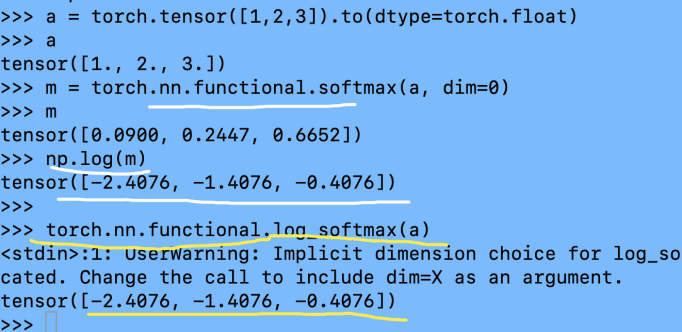 >>> a = torch.tensor([1,2,3]).to(dtype=torch.float)
>>> a
tensor([1., 2., 3.])
>>> m = torch.nn.functional.softmax(a, dim=0)
>>> m
tensor([0.0900, 0.2447, 0.6652])
>>> np.log(m)
tensor([-2.4076, -1.4076, -0.4076])
>>>
>>> torch.nn.functional.log_softmax(a)
<stdin>:1: UserWarning: Implicit dimension choice for log_so
cated. Change the call to include dim=X as an argument.
tensor([-2.4076, -1.4076, -0.4076])
>>>